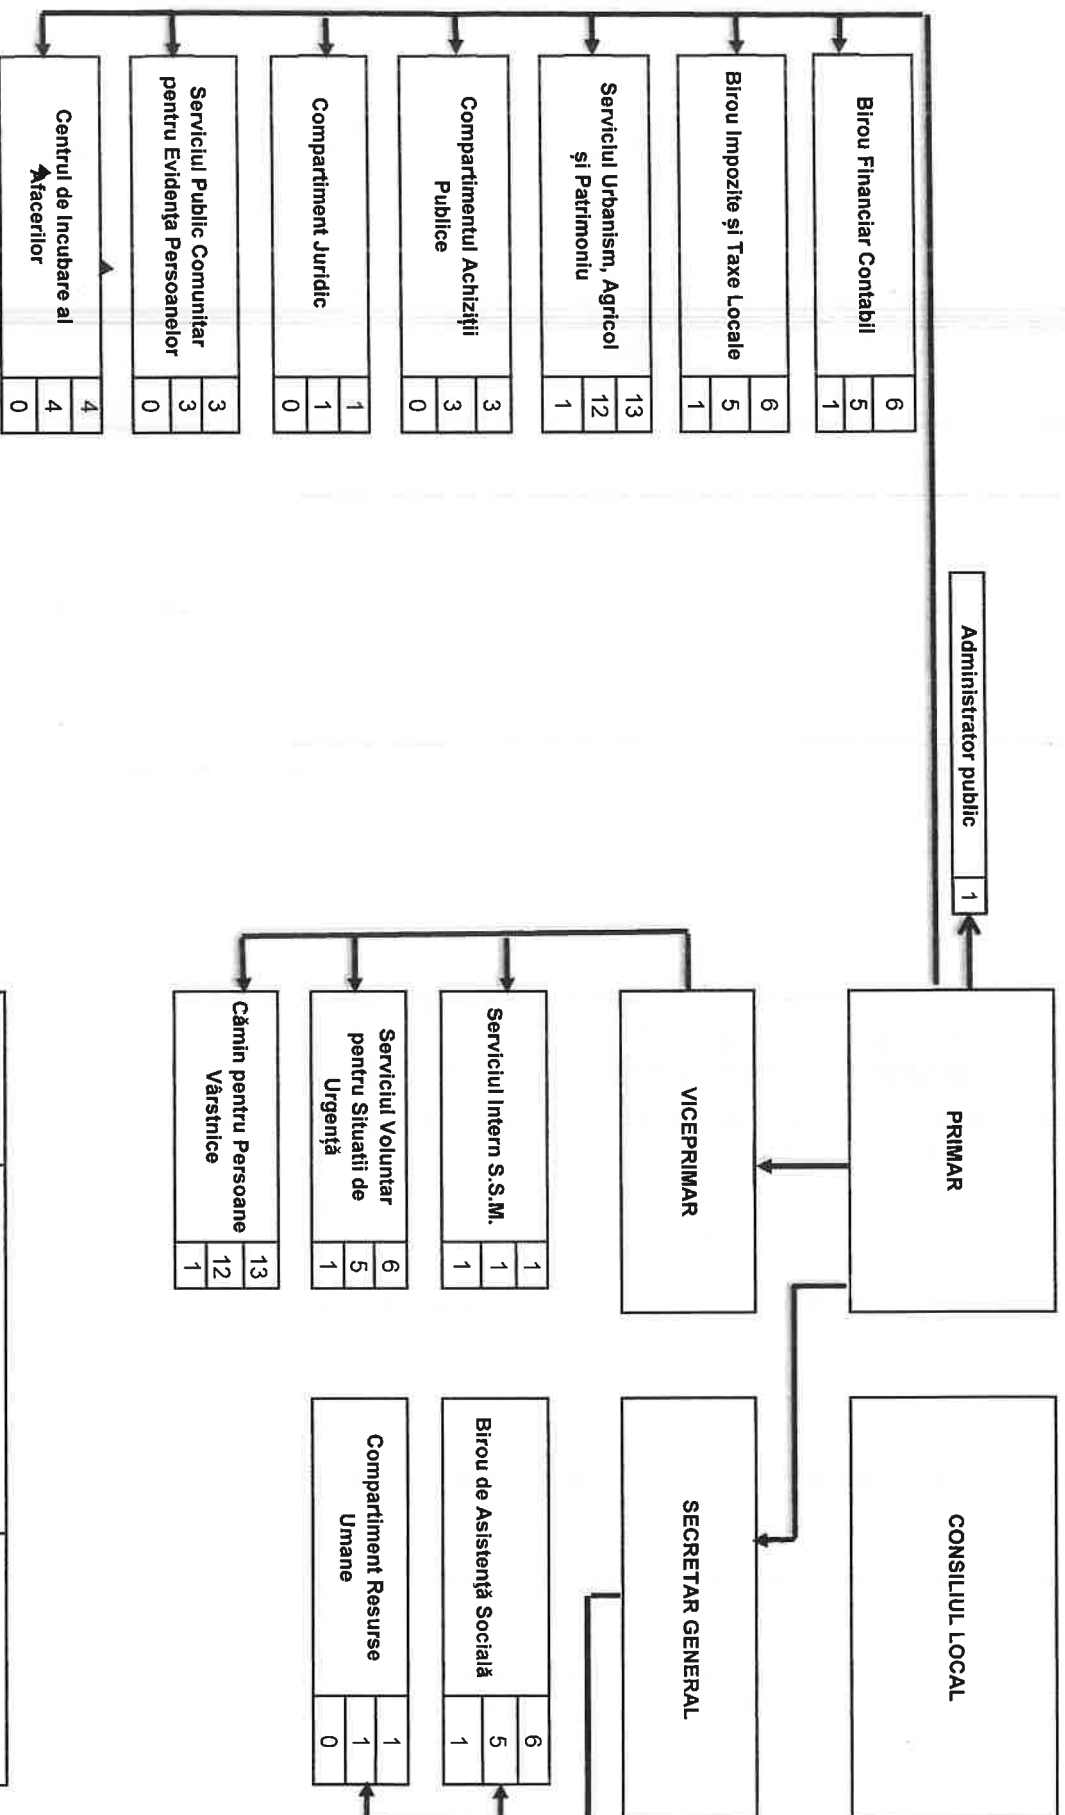 PRIMAR
CONSILIUL LOCAL
Administrator public
1
VICEPRIMAR
SECRETAR GENERAL
Birou Financiar Contabil
6
5
1
Birou Impozite și Taxe Locale
6
5
1
Serviciul Urbanism, Agricol
și Patrimoniu
13
12
1
Compartimentul Achiziții
Publice
3
3
0
Compartiment Juridic
1
1
0
Serviciul Public Comunitar
pentru Evidența Persoanelor
3
3
0
Centrul de Incubare al
Afacerilor
4
4
0
Serviciul Intern S.S.M.
1
1
1
Serviciul Voluntar
pentru Situatii de
Urgență
6
5
1
Cămin pentru Persoane
Vârstnice
13
12
1
Birou de Asistență Socială
6
5
1
Compartiment Resurse
Umane
1
1
0